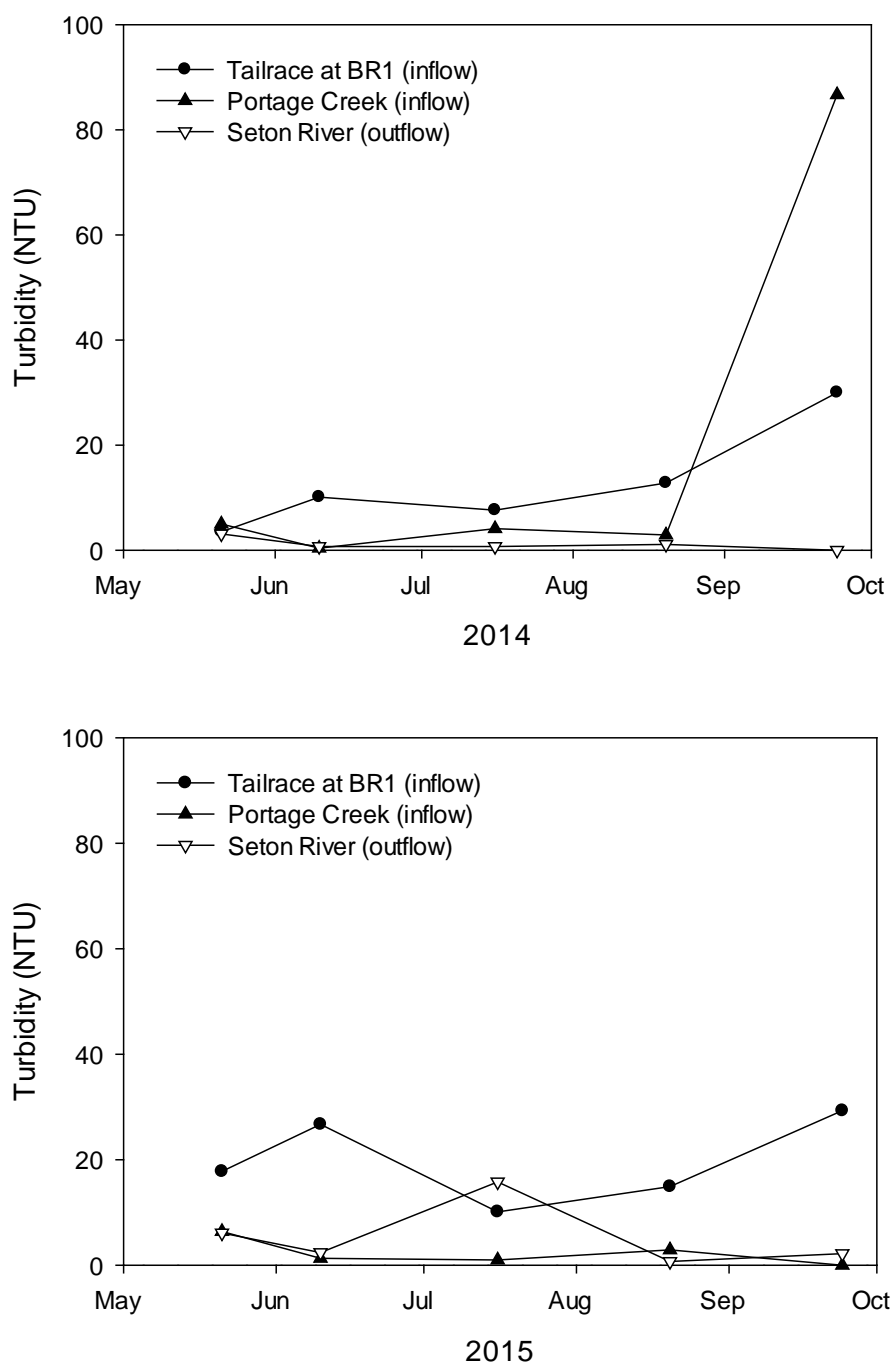 100
80
60
40
20
0
Turbidity (NTU)
Tailrace at BR1 (inflow)
Portage Creek (inflow)
Seton River (outflow)
May Jun Jul Aug Sep Oct
2014
100
80
60
40
20
0
Turbidity (NTU)
Tailrace at BR1 (inflow)
Portage Creek (inflow)
Seton River (outflow)
May Jun Jul Aug Sep Oct
2015